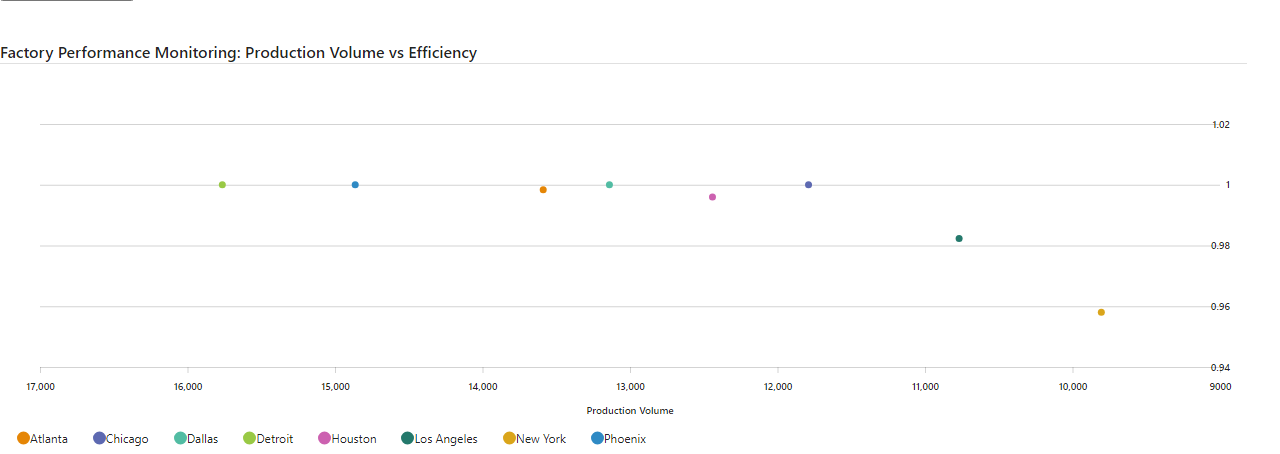 Factory Performance Monitoring: Production Volume vs Efficiency
1.02
1
0.98
0.96
0.94
17,000 16,000 15,000 14,000 13,000 12,000 11,000 10,000 9000
Production Volume
Atlanta Chicago Dallas Detroit Houston Los Angeles New York Phoenix